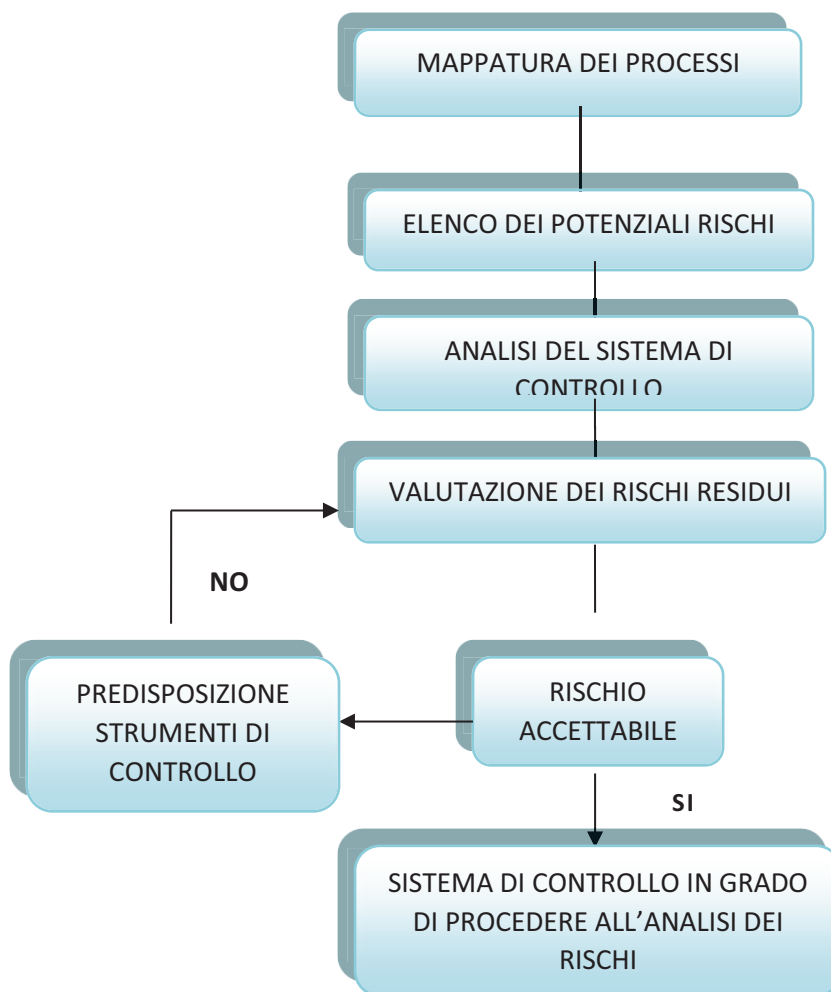 MAPPATURA DEI PROCESSI
ELENCO DEI POTENZIALI RISCHI
ANALISI DEL SISTEMA DI
CONTROLLO
VALUTAZIONE DEI RISCHI RESIDUI
NO
PREDISPOSIZIONE
STRUMENTI DI
CONTROLLO
RISCHIO
ACCETTABILE
SI
SISTEMA DI CONTROLLO IN GRADO
DI PROCEDERE ALL’ANALISI DEI
RISCHI